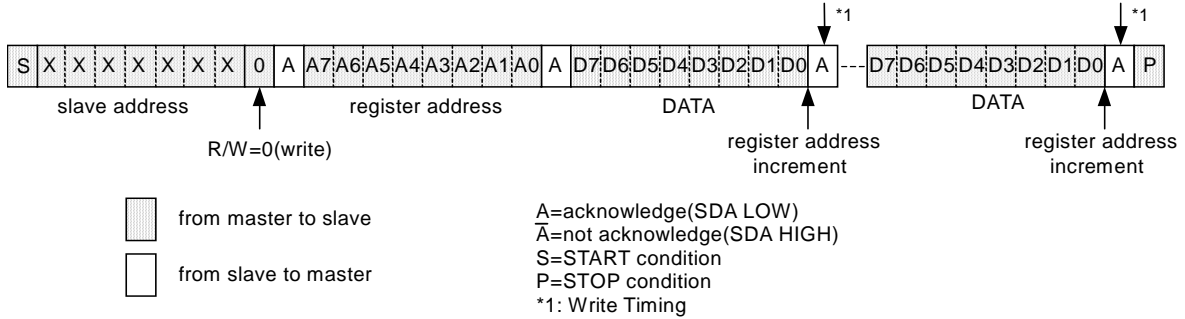 *1 *1
S X X X X X X X 0 A A7 A6 A5 A4 A3 A2 A1 A0 A D7 D6 D5 D4 D3 D2 D1 D0 A D7 D6 D5 D4 D3 D2 D1 D0 A P
slave address register address DATA DATA
R/W=0(write)
register address
increment
register address
increment
from master to slave
from slave to master
A=acknowledge(SDA LOW)
A̅=not acknowledge(SDA HIGH)
S=START condition
P=STOP condition
*1: Write Timing